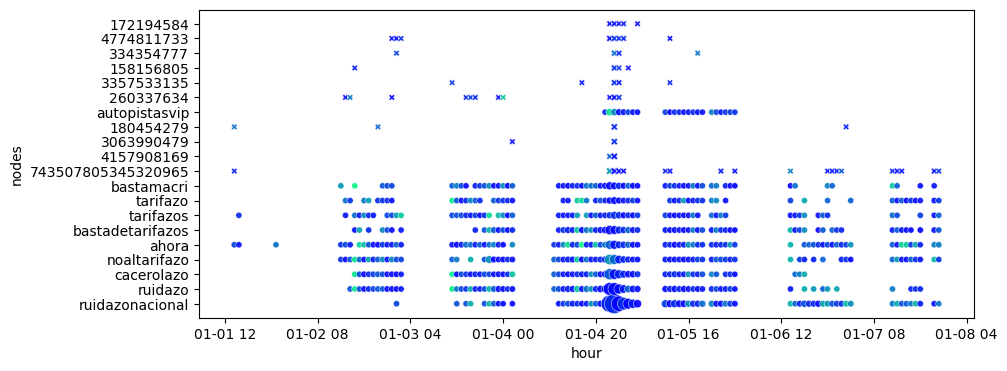 172194584
4774811733
334354777
158156805
3357533135
260337634
autopistasvip
180454279
3063990479
4157908169
7435078053​45320965
bastamacri
tarifazo
tarifazos
bastadetarifazos
ahora
noaltarifazo
cacerolazo
ruidazo
ruidazonacional
nodes
01-01 12 01-02 08 01-03 04 01-04 00 01-04 20 01-05 16 01-06 12 01-07 08 01-08 04
hour